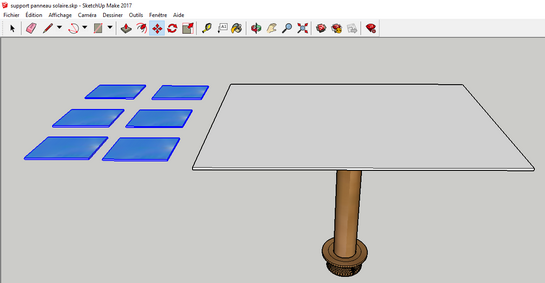 support panneau solaire.skp - SketchUp Make 2017
Fichier Édition Affichage Caméra Dessiner Outils Fenêtre Aide